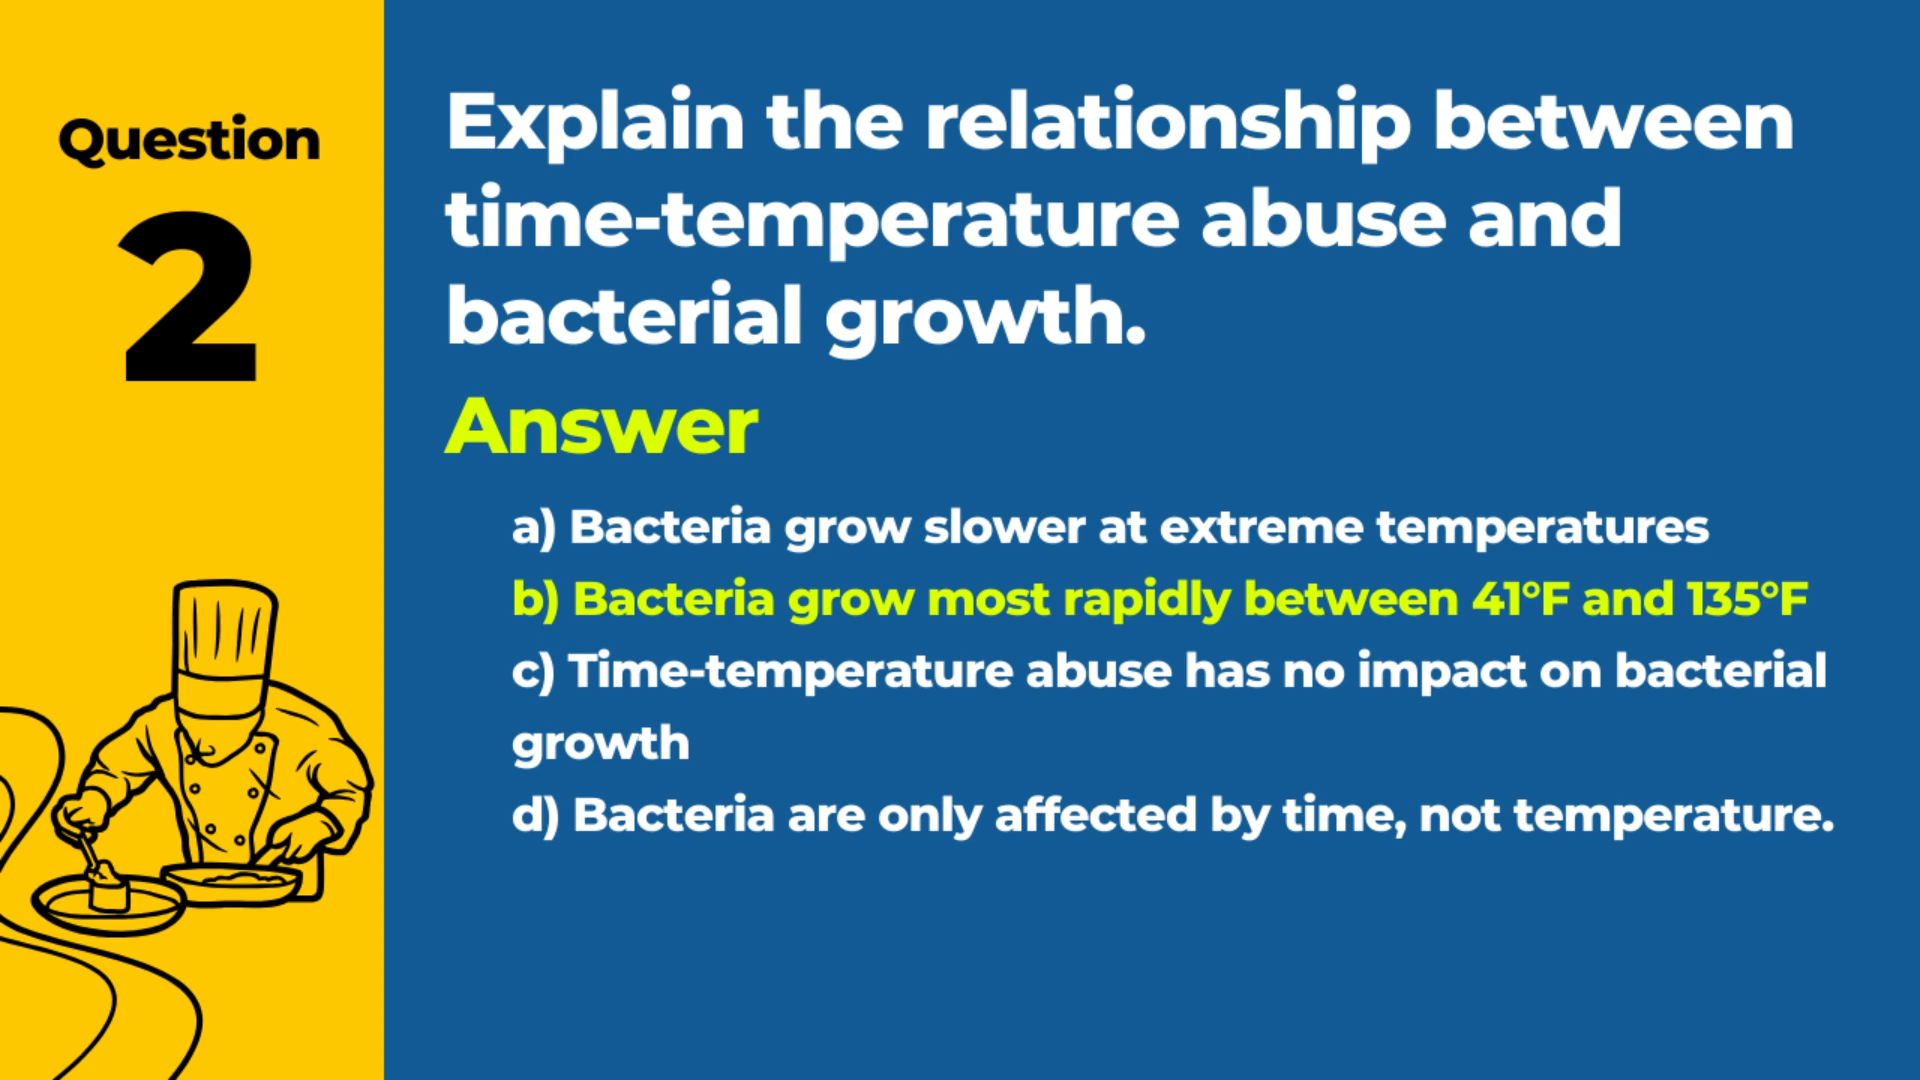 Question
2
Explain the relationship between
time-temperature abuse and
bacterial growth.
Answer
a) Bacteria grow slower at extreme temperatures
b) Bacteria grow most rapidly between 41°F and 135°F
c) Time-temperature abuse has no impact on bacterial
growth
d) Bacteria are only affected by time, not temperature.